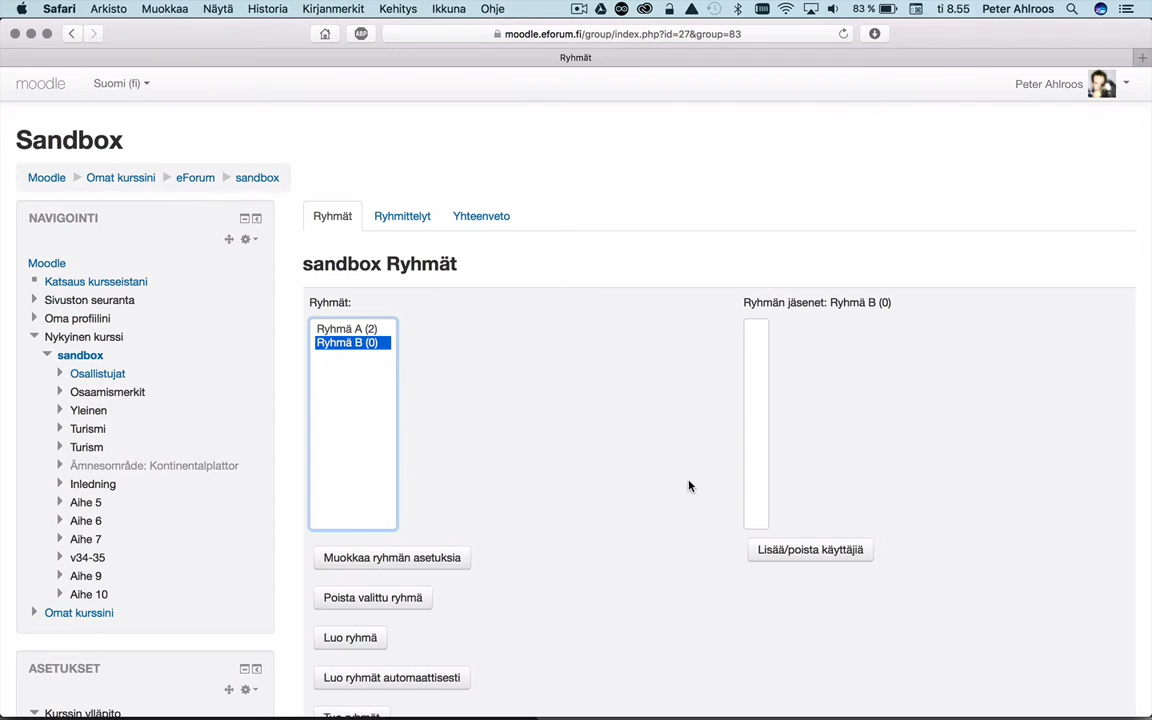 Safari Arkisto Muokkaa Näytä Historia Kirjanmerkit Kehitys Ikkuna Ohje 83 % ti 8.55 Peter Ahlroos
ABP moodle.eforum.fi/group/index.php?id=27&group=83
Ryhmät
moodle Suomi (fi) Peter Ahlroos
Sandbox
Moodle Omat kurssini eForum sandbox
NAVIGOINTI
Moodle
Katsaus kursseistani
Sivuston seuranta
Oma profiilini
Nykyinen kurssi
sandbox
Osallistujat
Osaamismerkit
Yleinen
Turismi
Turism
Ämnesområde: Kontinentalplattor
Inledning
Aihe 5
Aihe 6
Aihe 7
v34-35
Aihe 9
Aihe 10
Omat kurssini
ASETUKSET
Kurssin ylläpito
Ryhmät Ryhmittelyt Yhteenveto
sandbox Ryhmät
Ryhmät:
Ryhmä A (2)
Ryhmä B (0)
Muokkaa ryhmän asetuksia
Poista valittu ryhmä
Luo ryhmä
Luo ryhmät automaattisesti
Tuo ryhmät
Ryhmän jäsenet: Ryhmä B (0)
Lisää/poista käyttäjiä